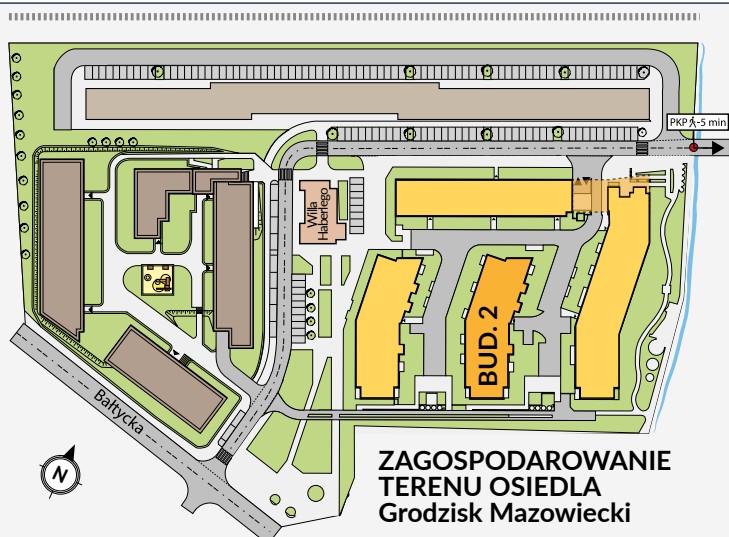 PKP -5 min
Willa
Haberlego
BUD. 2
Bałtycka
N
ZAGOSPODAROWANIE
TERENU OSIEDLA
Grodzisk Mazowiecki